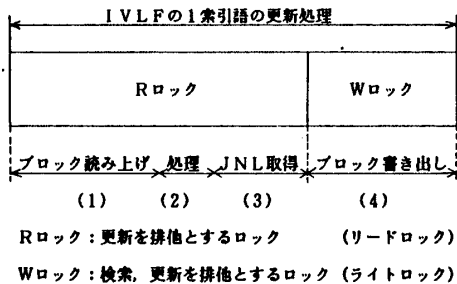 IVLFの1索引語の更新処理
Rロック Wロック
ブロック読み上げ 処理 JNL取得 ブロック書き出し
(1) (2) (3) (4)
Rロック:更新を排他とするロック (リードロック)
Wロック:検索,更新を排他とするロック(ライトロック)